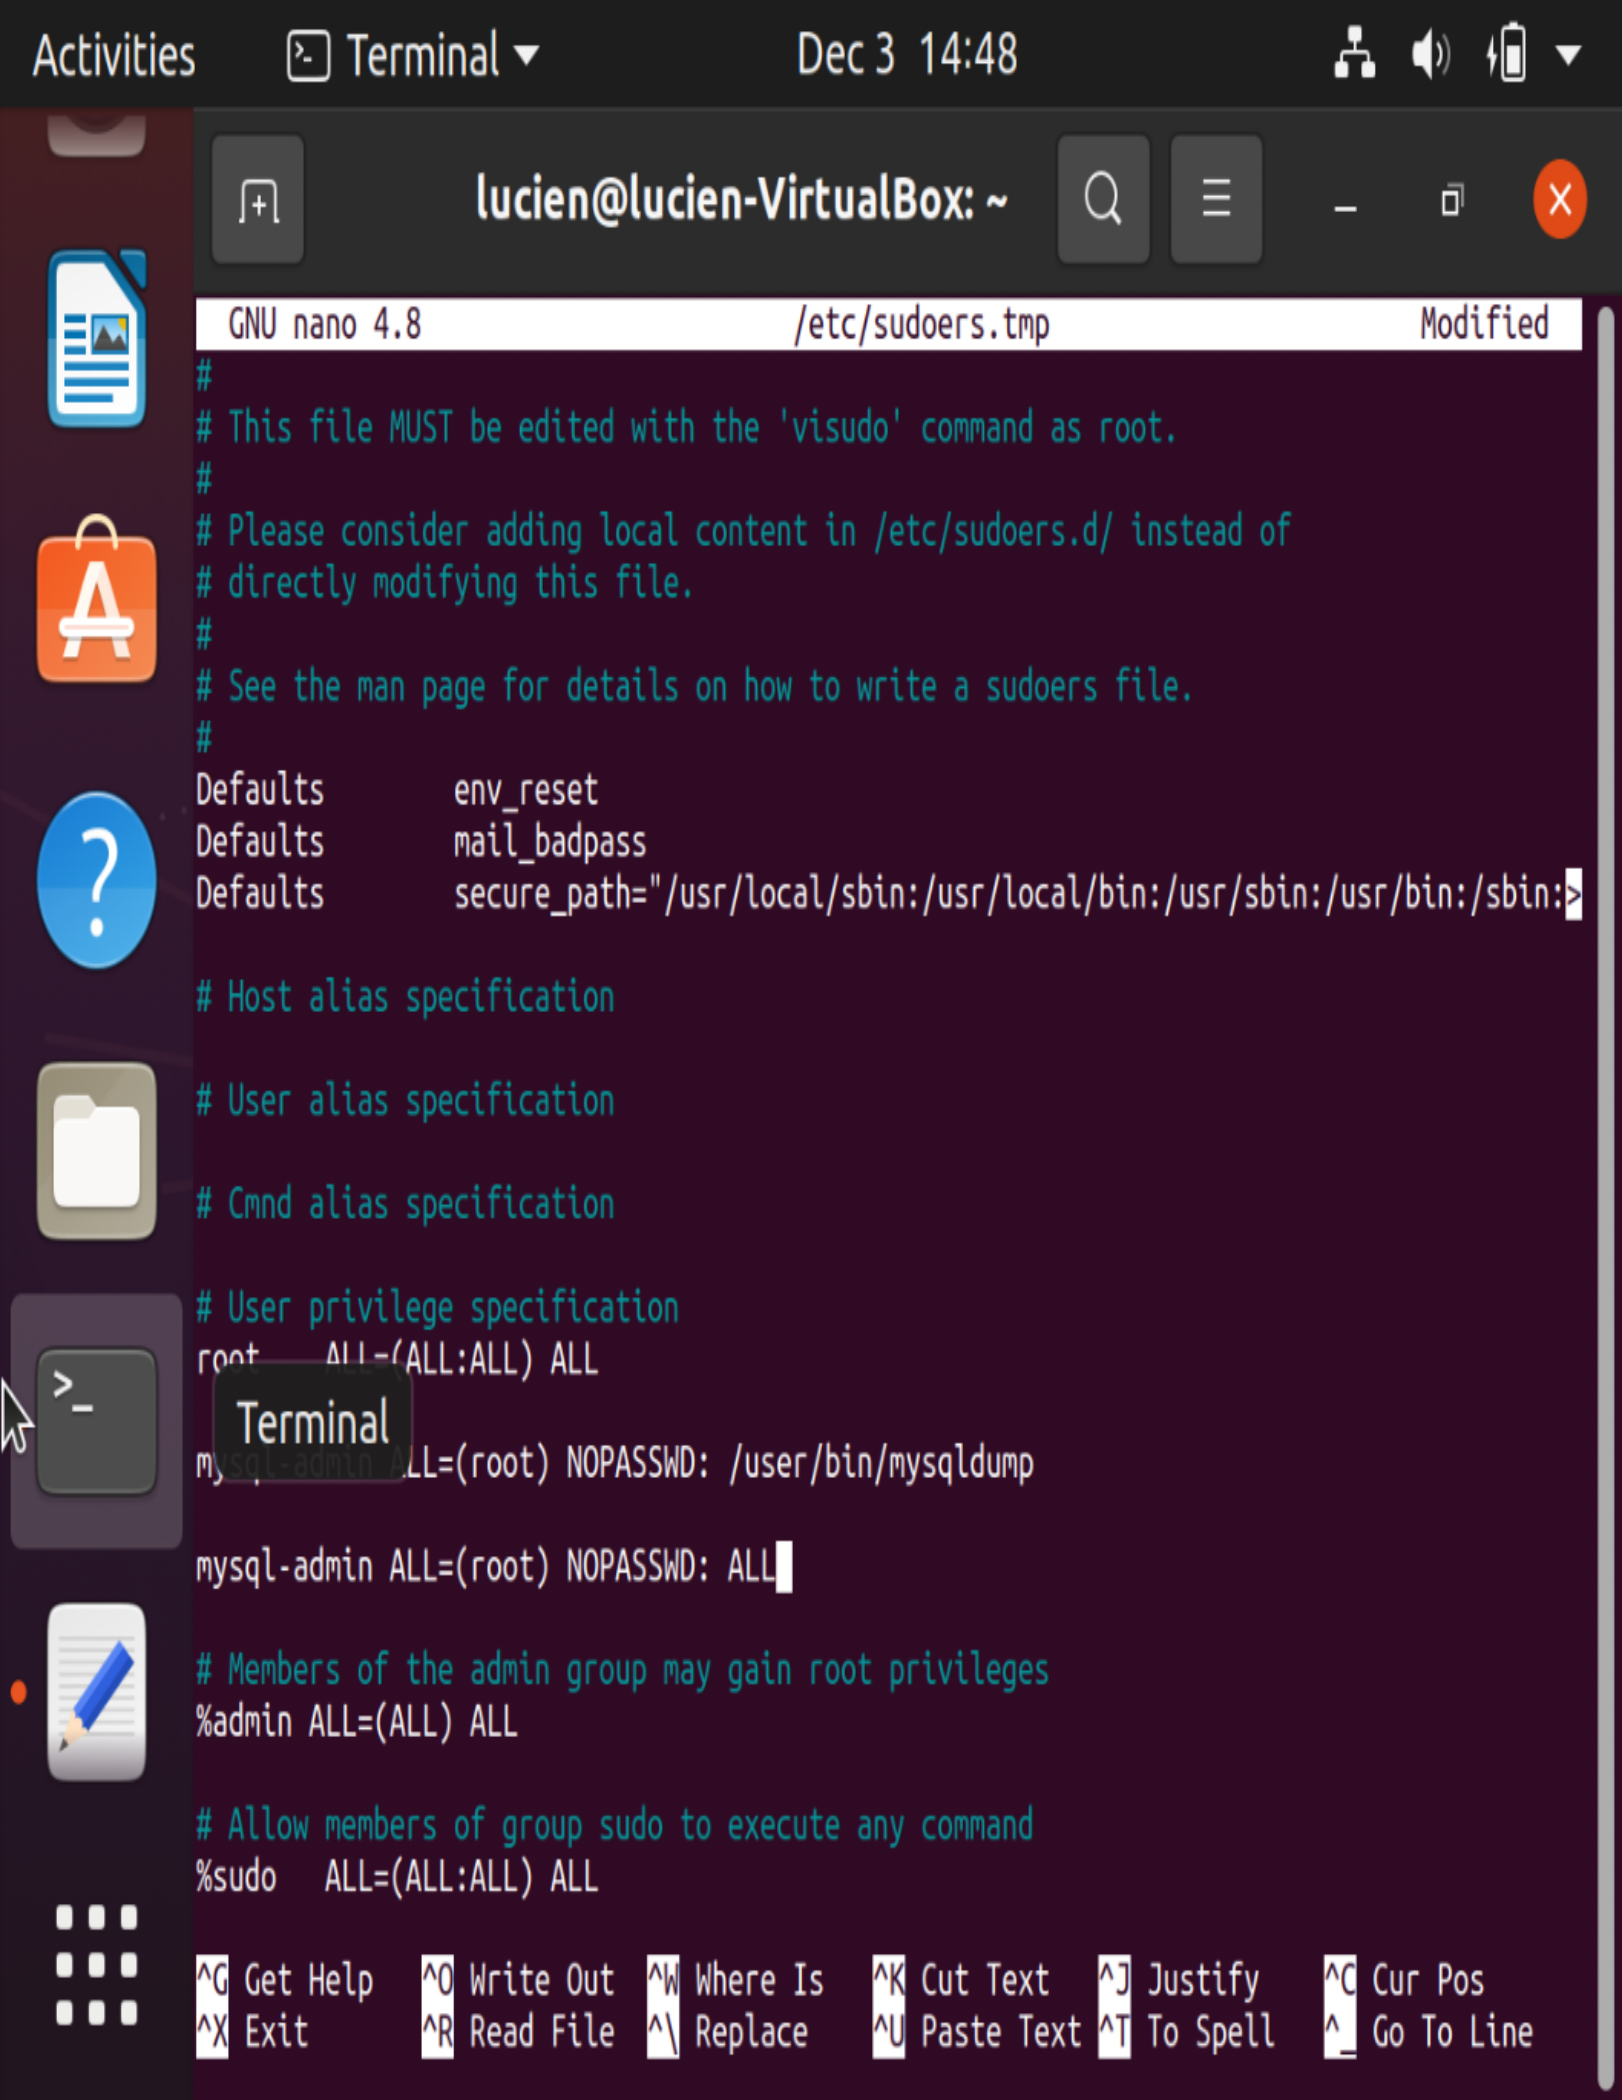 Activities Terminal Dec 3 14:48
lucien@lucien-VirtualBox: ~
GNU nano 4.8 /etc/sudoers.tmp Modified
#
# This file MUST be edited with the 'visudo' command as root.
#
# Please consider adding local content in /etc/sudoers.d/ instead of
# directly modifying this file.
#
# See the man page for details on how to write a sudoers file.
#
Defaults env_reset
Defaults mail_badpass
Defaults secure_path="/usr/local/sbin:/usr/local/bin:/usr/sbin:/usr/bin:/sbin:>
# Host alias specification
# User alias specification
# Cmnd alias specification
# User privilege specification
root ALL=(ALL:ALL) ALL
Terminal
mysql-admin ALL=(root) NOPASSWD: /user/bin/mysqldump
mysql-admin ALL=(root) NOPASSWD: ALL
# Members of the admin group may gain root privileges
%admin ALL=(ALL) ALL
# Allow members of group sudo to execute any command
%sudo ALL=(ALL:ALL) ALL
^G Get Help ^O Write Out ^W Where Is ^K Cut Text ^J Justify ^C Cur Pos
^X Exit ^R Read File ^\ Replace ^U Paste Text ^T To Spell ^_ Go To Line